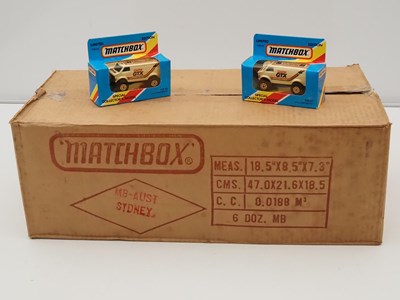 MATCHBOX
GTX
MATCHBOX
GTX
"MATCHBOX"®
MB-AUST
SYDNEY
MEAS. 18.5"X8.5"X7.3"
CMS. 47.0X21.6X18.5
C. C. 0.0188 M³
6 DOZ. MB